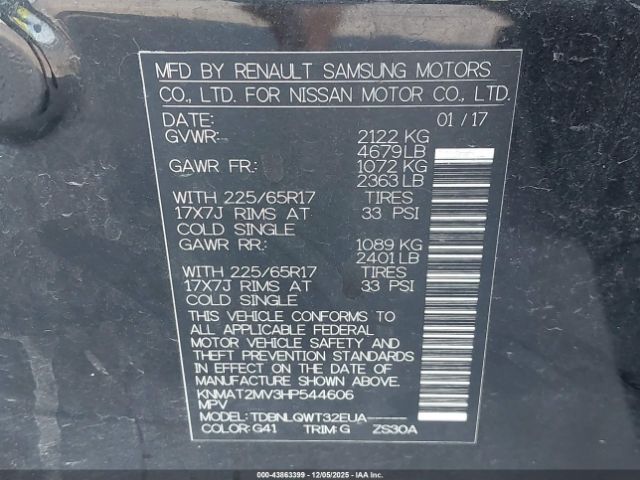 MFD BY RENAULT SAMSUNG MOTORS
CO., LTD. FOR NISSAN MOTOR CO., LTD.
DATE: 01 / 17
GVWR: 2122 KG
4679 LB
GAWR FR: 1072 KG
2363 LB
WITH 225/65R17 TIRES
17X7J RIMS AT 33 PSI
COLD SINGLE
GAWR RR: 1089 KG
2401 LB
WITH 225/65R17 TIRES
17X7J RIMS AT 33 PSI
COLD SINGLE
THIS VEHICLE CONFORMS TO
ALL APPLICABLE FEDERAL
MOTOR VEHICLE SAFETY AND
THEFT PREVENTION STANDARDS
IN EFFECT ON THE DATE OF
MANUFACTURE SHOWN ABOVE.
KNMAT2MV3HP544606
MPV
MODEL: TDBNLQWT32EUA-----
COLOR: G41 TRIM: G ZS30A
000-43863399 - 12/05/2025 - IAA Inc.